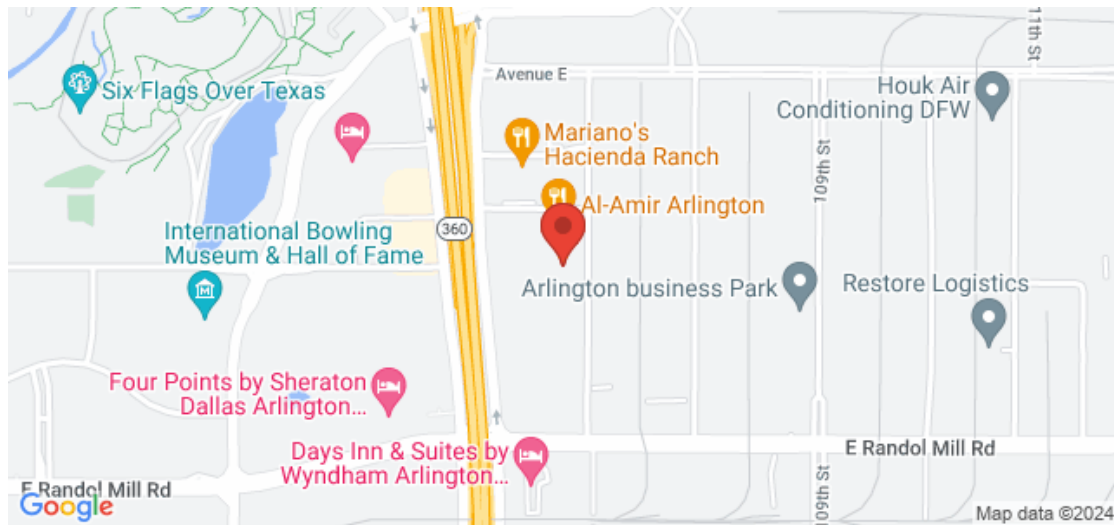 Avenue E
11th St
Six Flags Over Texas
Houk Air
Conditioning DFW
Mariano's
Hacienda Ranch
109th St
Al-Amir Arlington
360
International Bowling
Museum & Hall of Fame
Arlington business Park
Restore Logistics
Four Points by Sheraton
Dallas Arlington...
Days Inn & Suites by
Wyndham Arlington...
E Randol Mill Rd
E Randol Mill Rd
109th St
Google
Map data ©2024